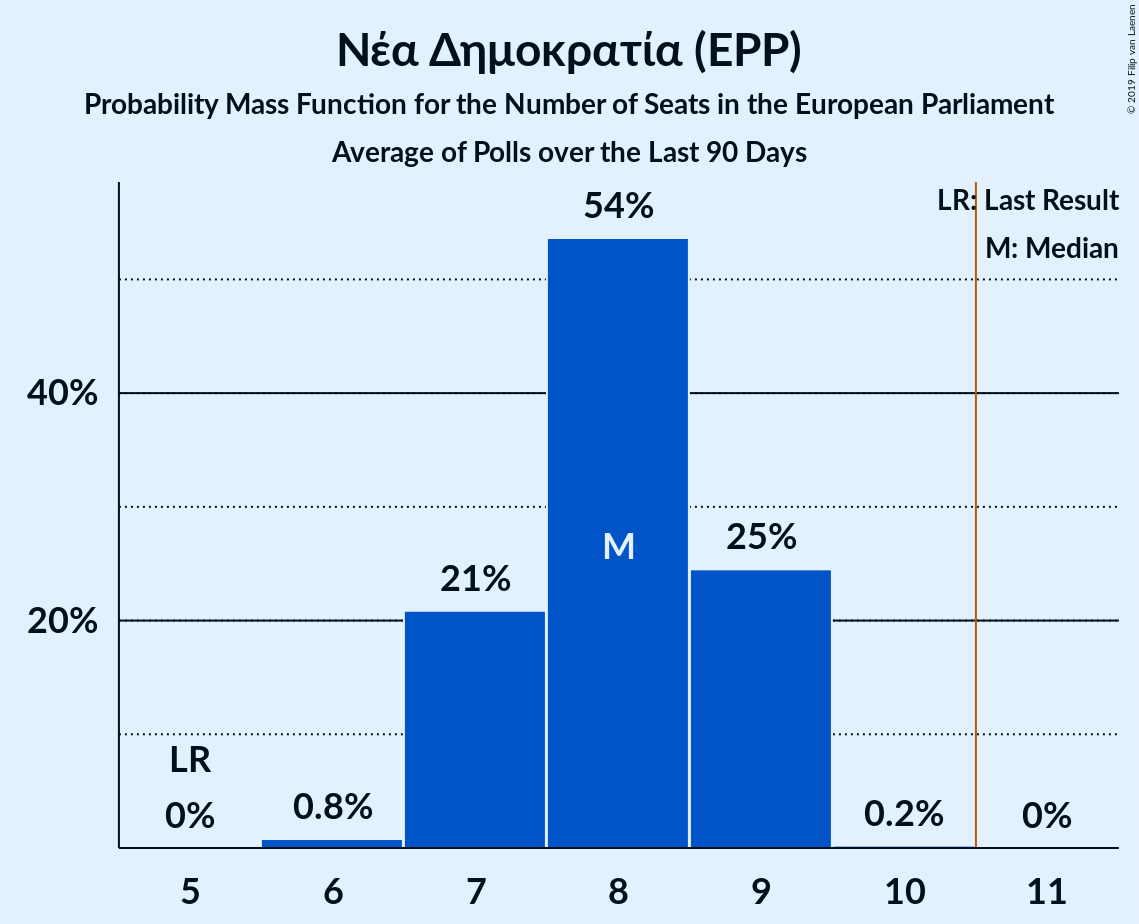 Νέα Δημοκρατία (EPP)
Probability Mass Function for the Number of Seats in the European Parliament
Average of Polls over the Last 90 Days
© 2019 Filip van Laenen
LR: Last Result
M: Median
54%
40%
M
25%
21%
20%
LR
0%
0.8%
0.2%
0%
5 6 7 8 9 10 11